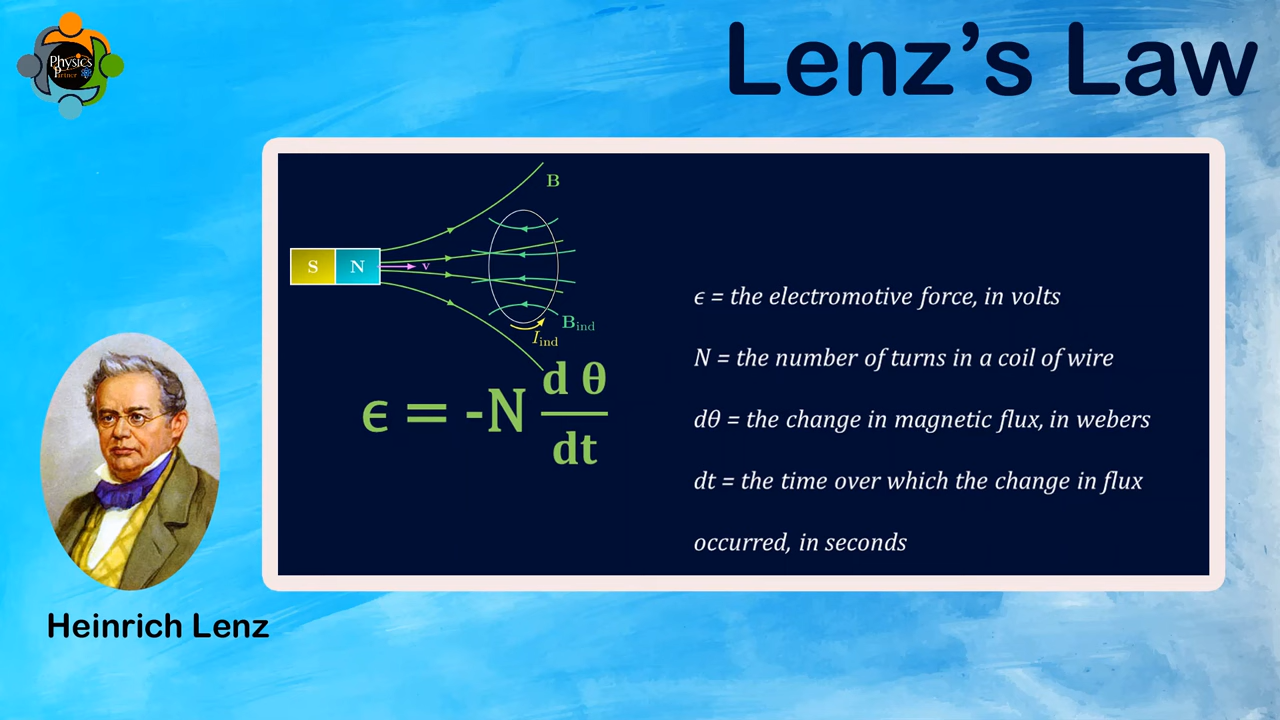 Physics
Partner
Lenz's Law
B
S N v
B_ind
I_ind
ϵ = -N d θ / dt
ϵ = the electromotive force, in volts
N = the number of turns in a coil of wire
dθ = the change in magnetic flux, in webers
dt = the time over which the change in flux
occurred, in seconds
Heinrich Lenz